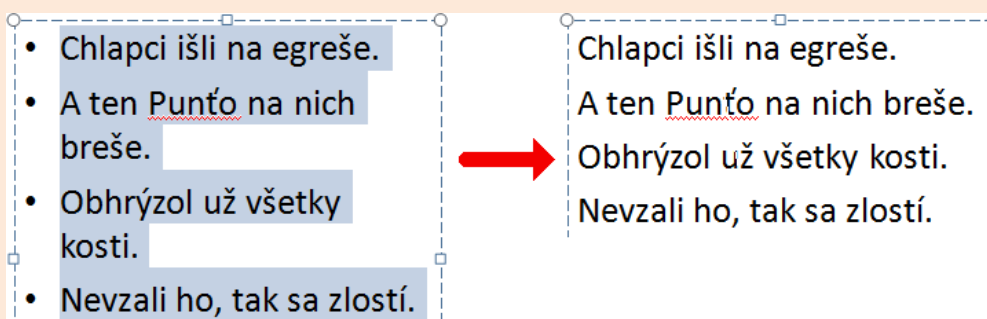 • Chlapci išli na egreše.
• A ten Punťo na nich
breše.
• Obhrýzol už všetky
kosti.
• Nevzali ho, tak sa zlostí.
Chlapci išli na egreše.
A ten Punťo na nich breše.
Obhrýzol už všetky kosti.
Nevzali ho, tak sa zlostí.